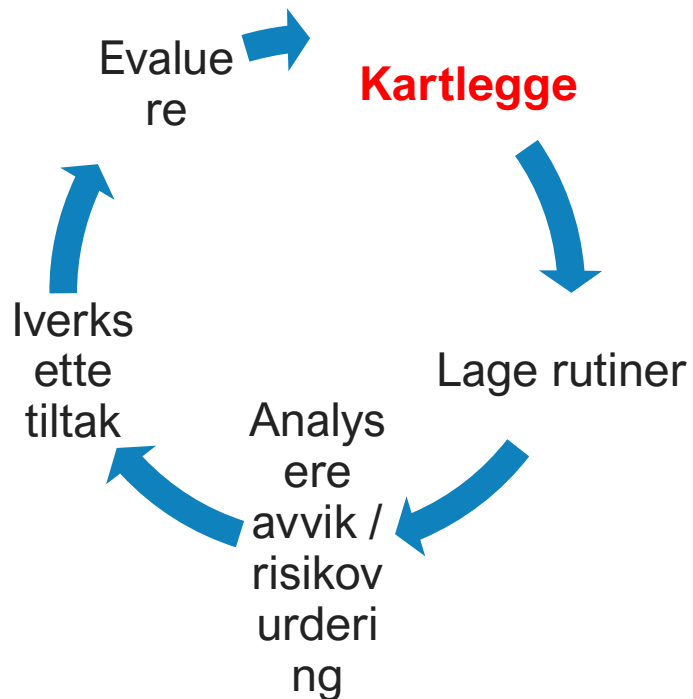 Evalue
re
Kartlegge
Lage rutiner
Analys
ere
avvik /
risikov
urderi
ng
Iverks
ette
tiltak